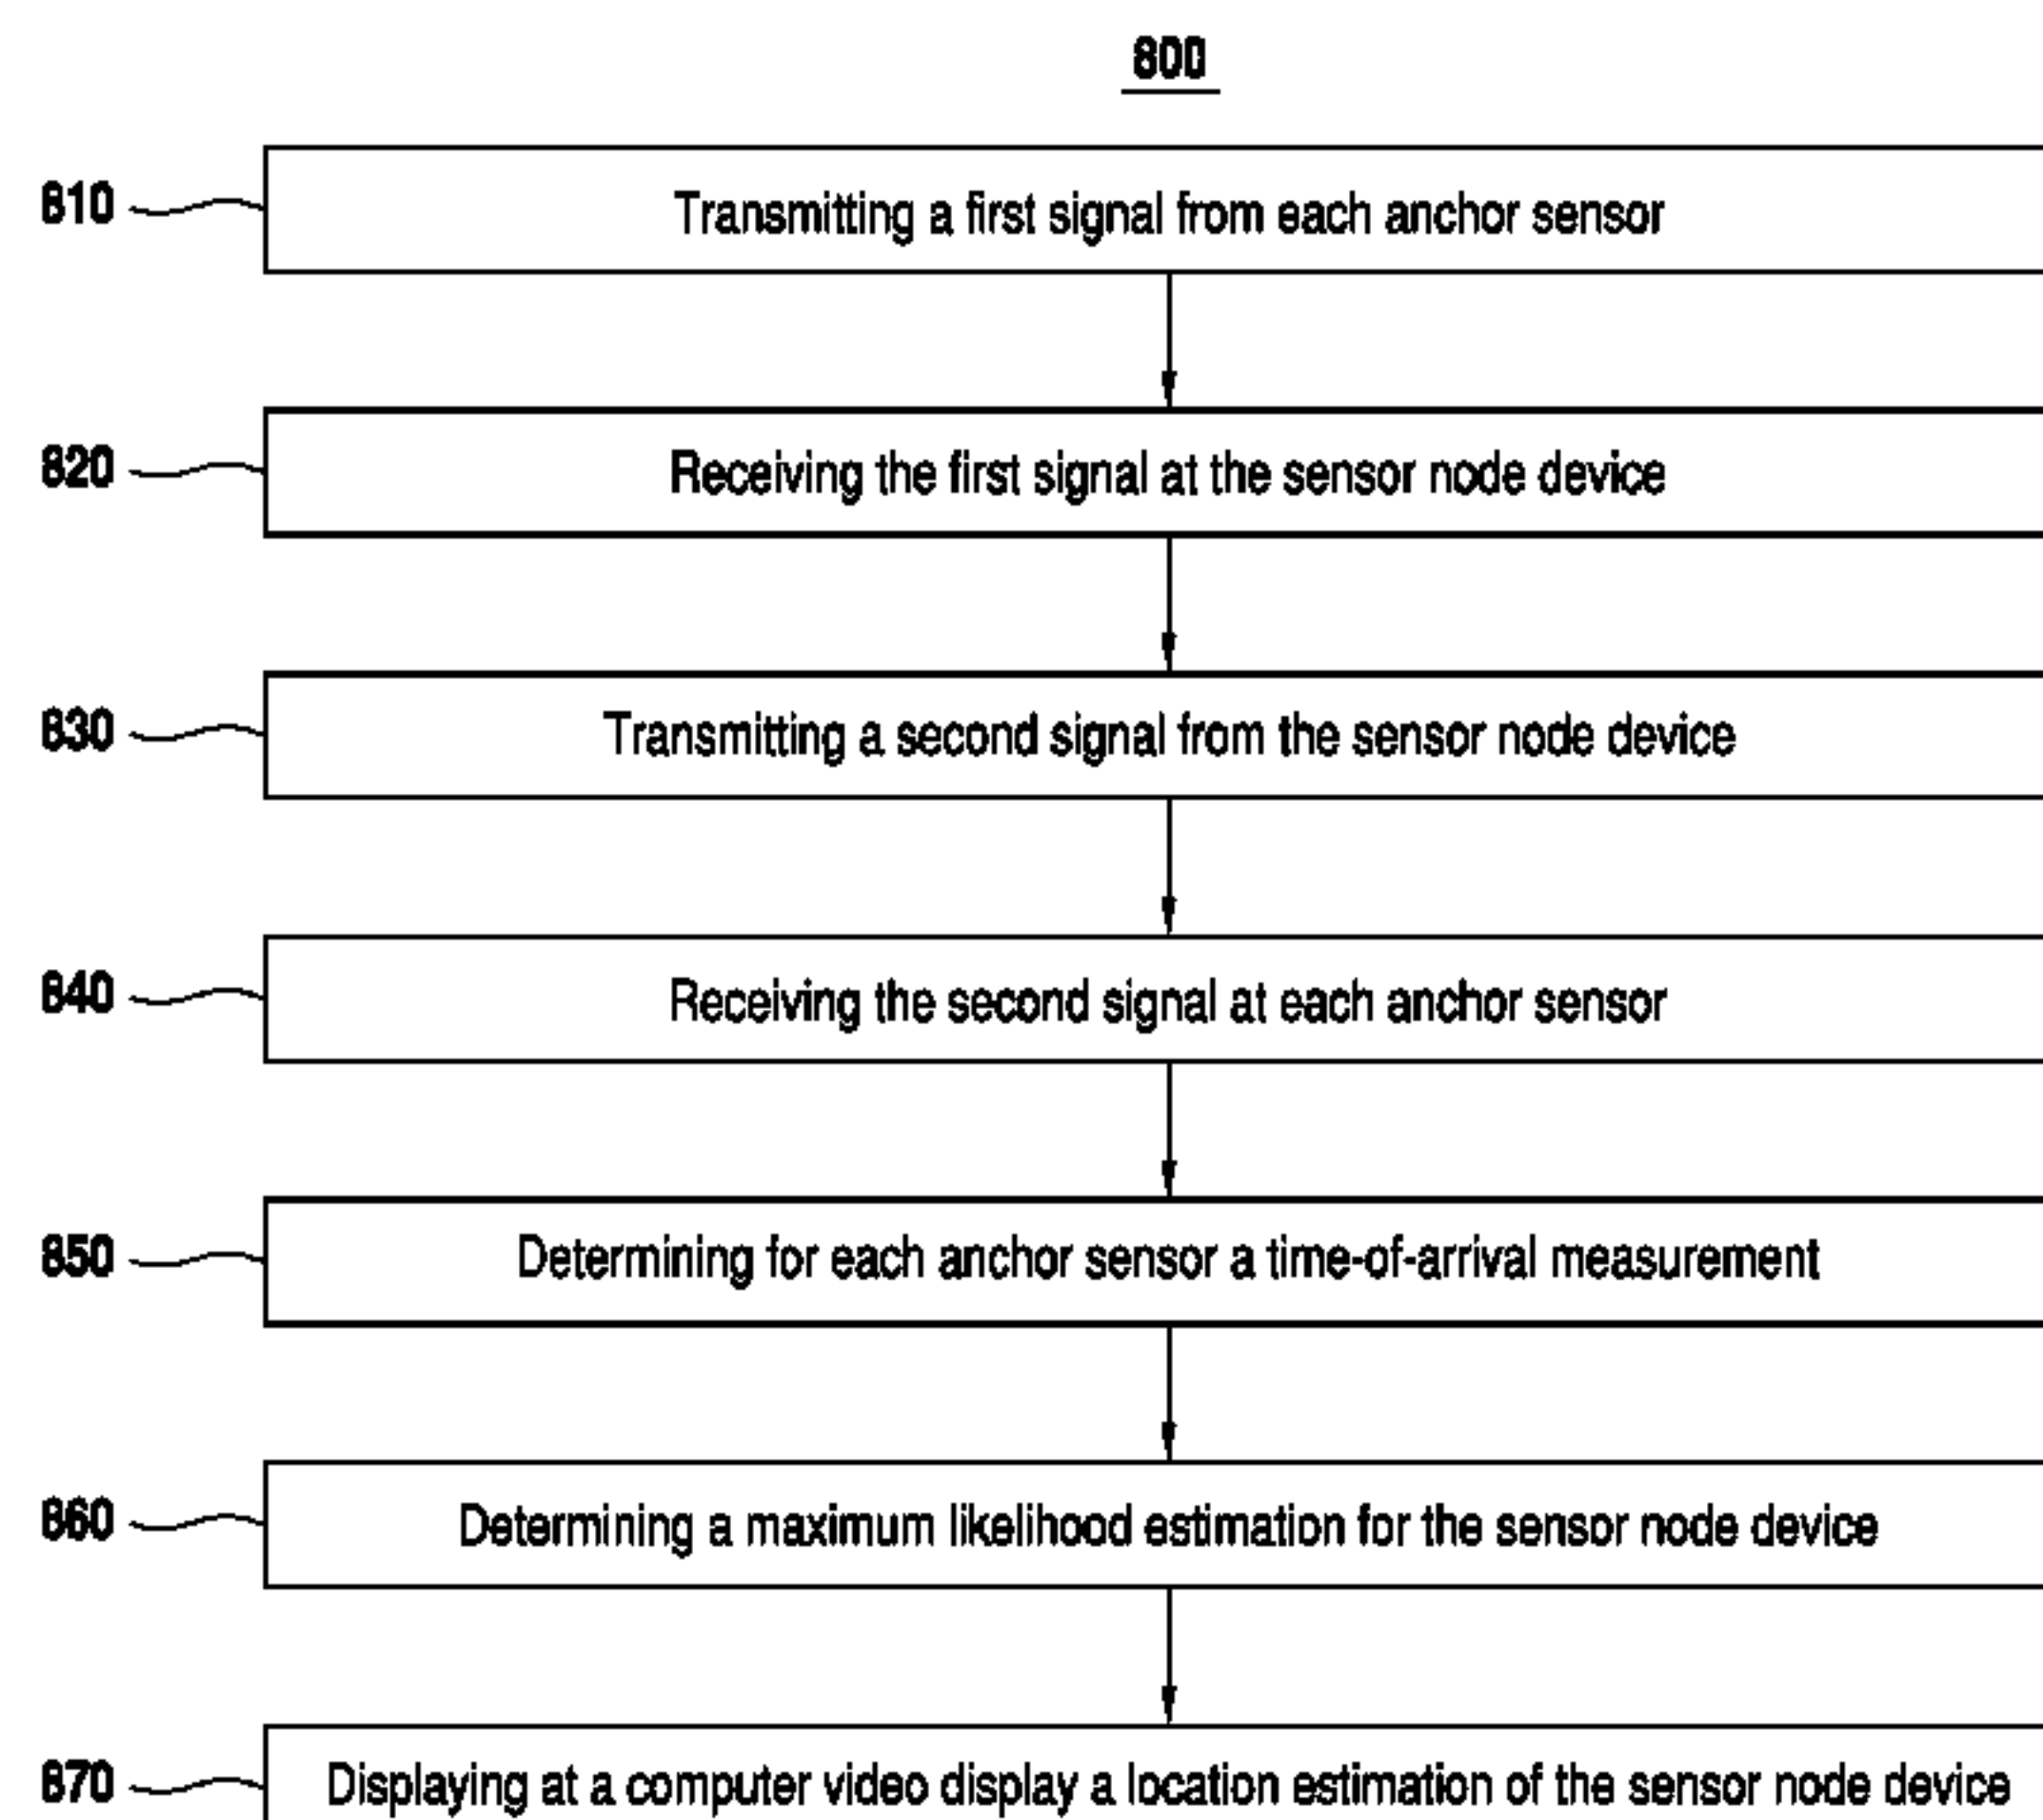 800
810 Transmitting a first signal from each anchor sensor
820 Receiving the first signal at the sensor node device
830 Transmitting a second signal from the sensor node device
840 Receiving the second signal at each anchor sensor
850 Determining for each anchor sensor a time-of-arrival measurement
860 Determining a maximum likelihood estimation for the sensor node device
870 Displaying at a computer video display a location estimation of the sensor node device